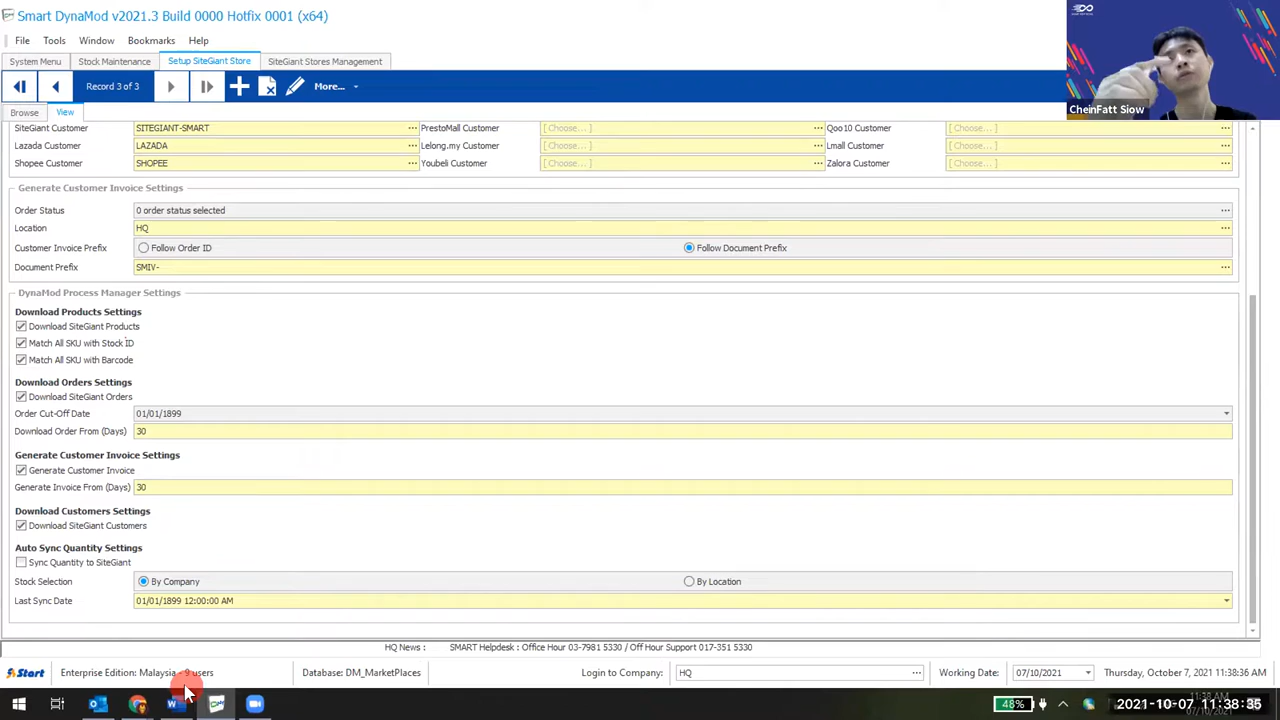 Smart DynaMod v2021.3 Build 0000 Hotfix 0001 (x64)
File Tools Window Bookmarks Help
System Menu Stock Maintenance Setup SiteGiant Store SiteGiant Stores Management
Record 3 of 3 More...
CheinFatt Siow
Browse View
SiteGiant Customer SITEGIANT-SMART PrestoMall Customer [ Choose... ] Qoo10 Customer [ Choose... ]
Lazada Customer LAZADA Lelong.my Customer [ Choose... ] Lmall Customer [ Choose... ]
Shopee Customer SHOPEE Youbeli Customer [ Choose... ] Zalora Customer [ Choose... ]
Generate Customer Invoice Settings
Order Status 0 order status selected
Location HQ
Customer Invoice Prefix Follow Order ID Follow Document Prefix
Document Prefix SMIV-
DynaMod Process Manager Settings
Download Products Settings
Download SiteGiant Products
Match All SKU with Stock ID
Match All SKU with Barcode
Download Orders Settings
Download SiteGiant Orders
Order Cut-Off Date 01/01/1899
Download Order From (Days) 30
Generate Customer Invoice Settings
Generate Customer Invoice
Generate Invoice From (Days) 30
Download Customers Settings
Download SiteGiant Customers
Auto Sync Quantity Settings
Sync Quantity to SiteGiant
Stock Selection By Company By Location
Last Sync Date 01/01/1899 12:00:00 AM
HQ News : SMART Helpdesk : Office Hour 03-7981 5330 / Off Hour Support 017-351 5330
Start Enterprise Edition: Malaysia - 9 users Database: DM_MarketPlaces Login to Company: HQ Working Date: 07/10/2021 Thursday, October 7, 2021 11:38:36 AM
48% 2021-10-07 11:38:35